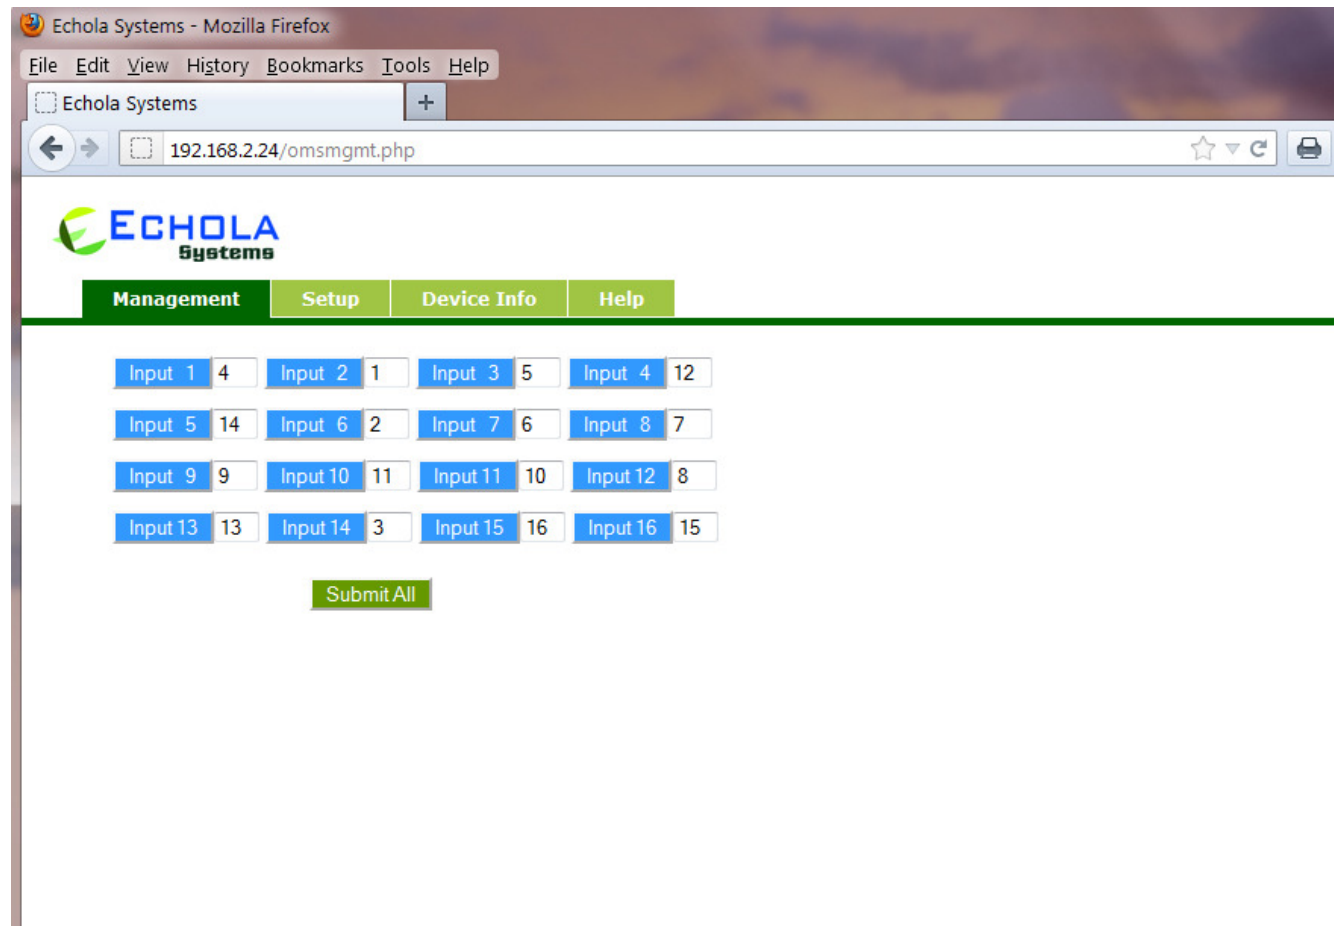 Echola Systems - Mozilla Firefox
File Edit View History Bookmarks Tools Help
Echola Systems +
192.168.2.24/omsmgmt.php
ECHOLA
Systems
Management Setup Device Info Help
Input 1 4 Input 2 1 Input 3 5 Input 4 12
Input 5 14 Input 6 2 Input 7 6 Input 8 7
Input 9 9 Input 10 11 Input 11 10 Input 12 8
Input 13 13 Input 14 3 Input 15 16 Input 16 15
Submit All